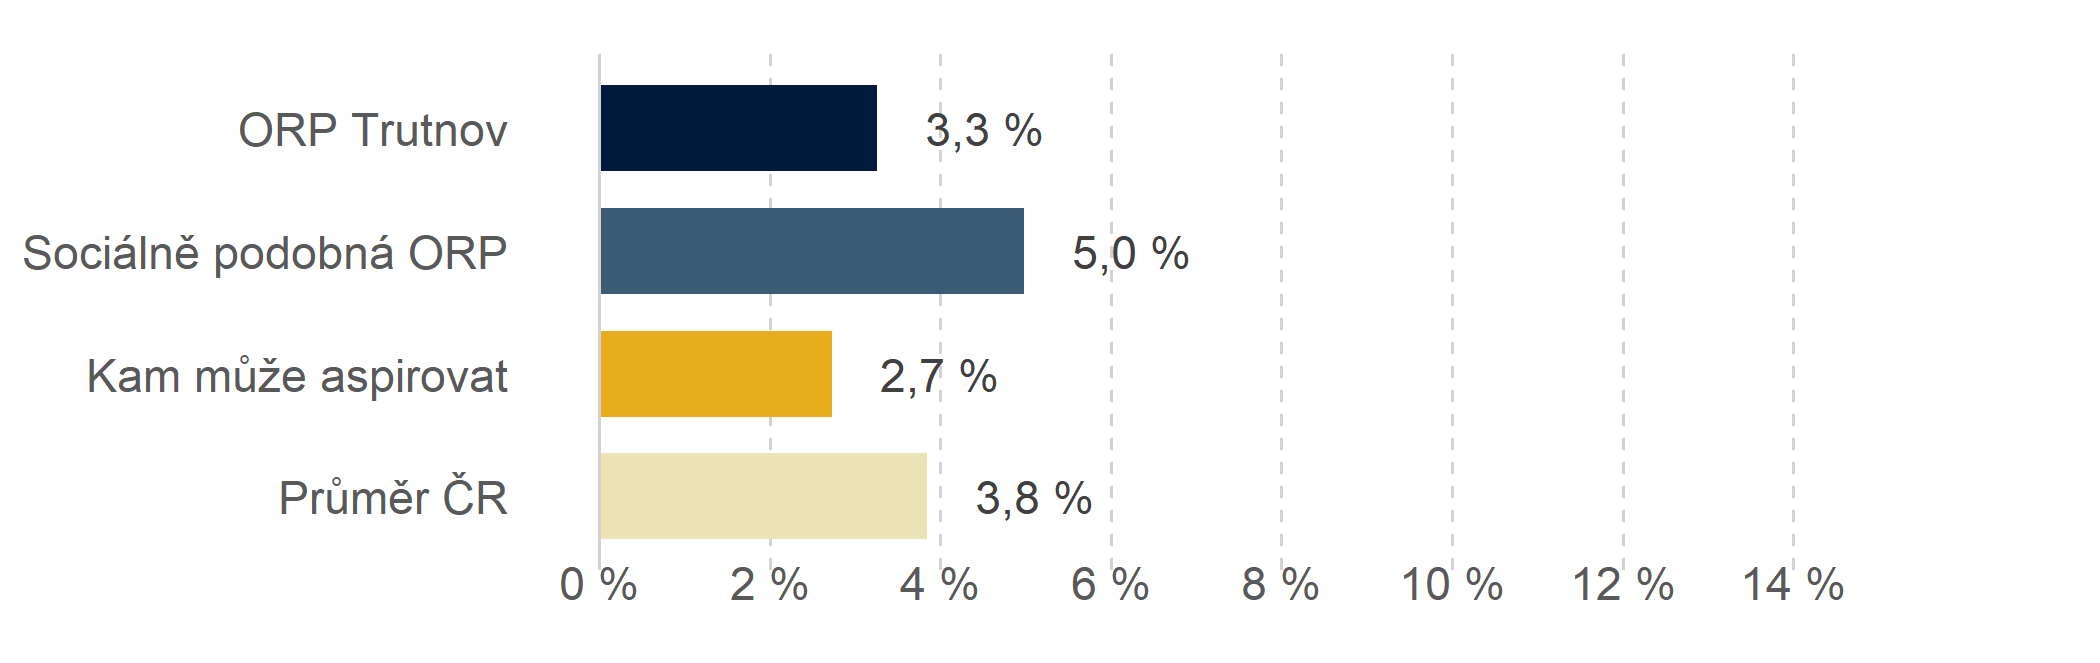 ORP Trutnov 3,3 %
Sociálně podobná ORP 5,0 %
Kam může aspirovat 2,7 %
Průměr ČR 3,8 %
0 % 2 % 4 % 6 % 8 % 10 % 12 % 14 %